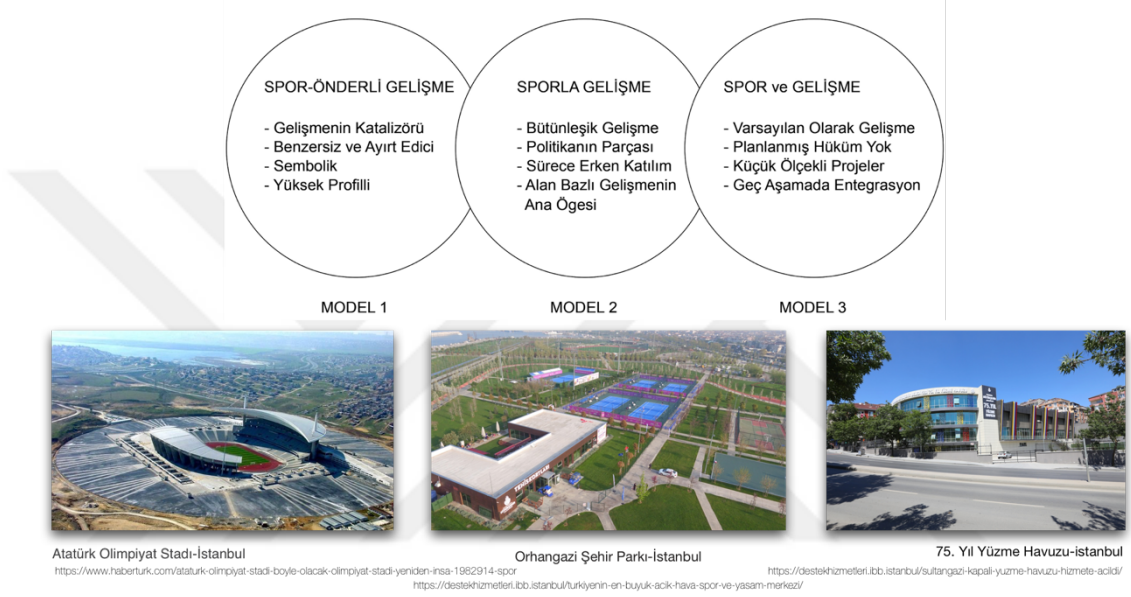 SPOR-ÖNDERLİ GELİŞME
- Gelişmenin Katalizörü
- Benzersiz ve Ayırt Edici
- Sembolik
- Yüksek Profilli
SPORLA GELİŞME
- Bütünleşik Gelişme
- Politikanın Parçası
- Sürece Erken Katılım
- Alan Bazlı Gelişmenin
Ana Ögesi
SPOR ve GELİŞME
- Varsayılan Olarak Gelişme
- Planlanmış Hüküm Yok
- Küçük Ölçekli Projeler
- Geç Aşamada Entegrasyon
MODEL 1
MODEL 2
MODEL 3
75. YIL
Atatürk Olimpiyat Stadı-İstanbul
Orhangazi Şehir Parkı-İstanbul
75. Yıl Yüzme Havuzu-istanbul
https://www.haberturk.com/ataturk-olimpiyat-stadi-boyle-olacak-olimpiyat-stadi-yeniden-insa-1982914-spor
https://destekhizmetleri.ibb.istanbul/sultangazi-kapali-yuzme-havuzu-hizmete-acildi/
https://destekhizmetleri.ibb.istanbul/turkiyenin-en-buyuk-acik-hava-spor-ve-yasam-merkezi/